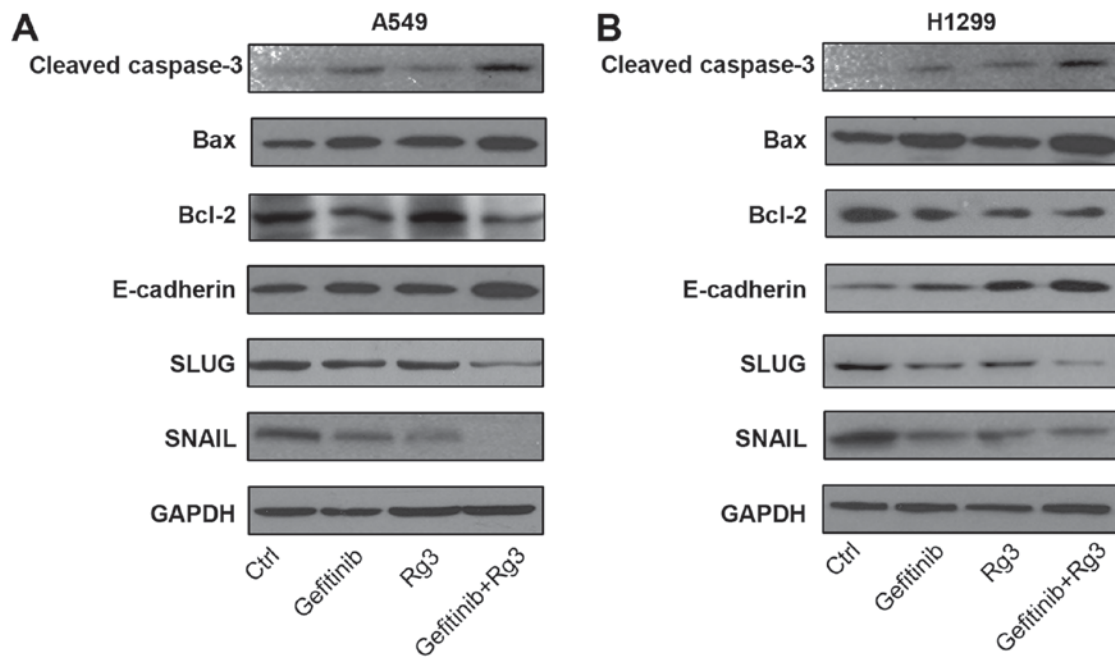 A
A549
Cleaved caspase-3
Bax
Bcl-2
E-cadherin
SLUG
SNAIL
GAPDH
Ctrl
Gefitinib
Rg3
Gefitinib+Rg3
B
H1299
Cleaved caspase-3
Bax
Bcl-2
E-cadherin
SLUG
SNAIL
GAPDH
Ctrl
Gefitinib
Rg3
Gefitinib+Rg3